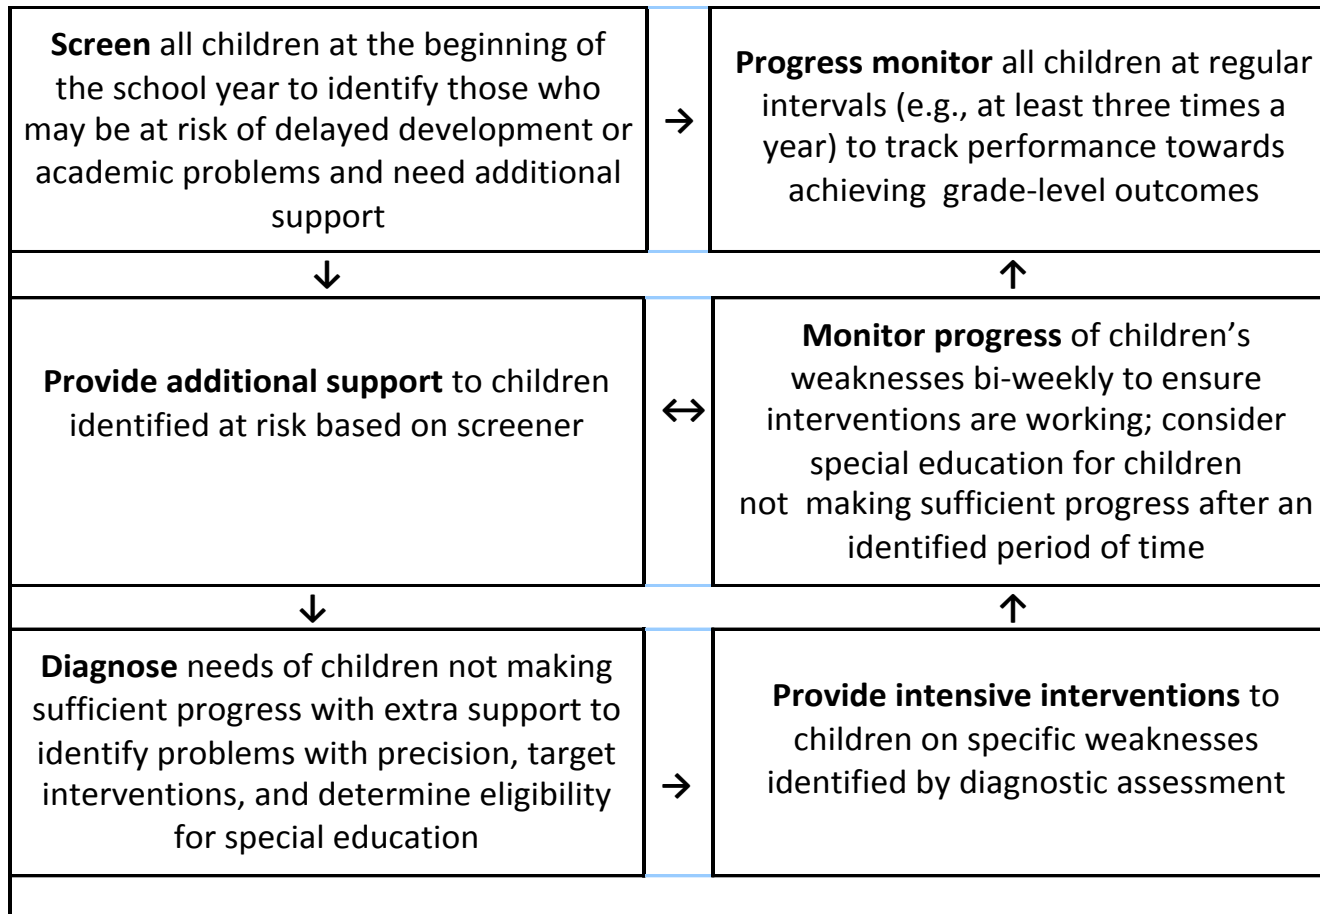 Screen all children at the beginning of
the school year to identify those who
may be at risk of delayed development or
academic problems and need additional
support
→
Progress monitor all children at regular
intervals (e.g., at least three times a
year) to track performance towards
achieving  grade-level outcomes
↓
↑
Provide additional support to children
identified at risk based on screener
↔
Monitor progress of children’s
weaknesses bi-weekly to ensure
interventions are working; consider
special education for children
not  making sufficient progress after an
identified period of time
↓
↑
Diagnose needs of children not making
sufficient progress with extra support to
identify problems with precision, target
interventions, and determine eligibility
for special education
→
Provide intensive interventions to
children on specific weaknesses
identified by diagnostic assessment